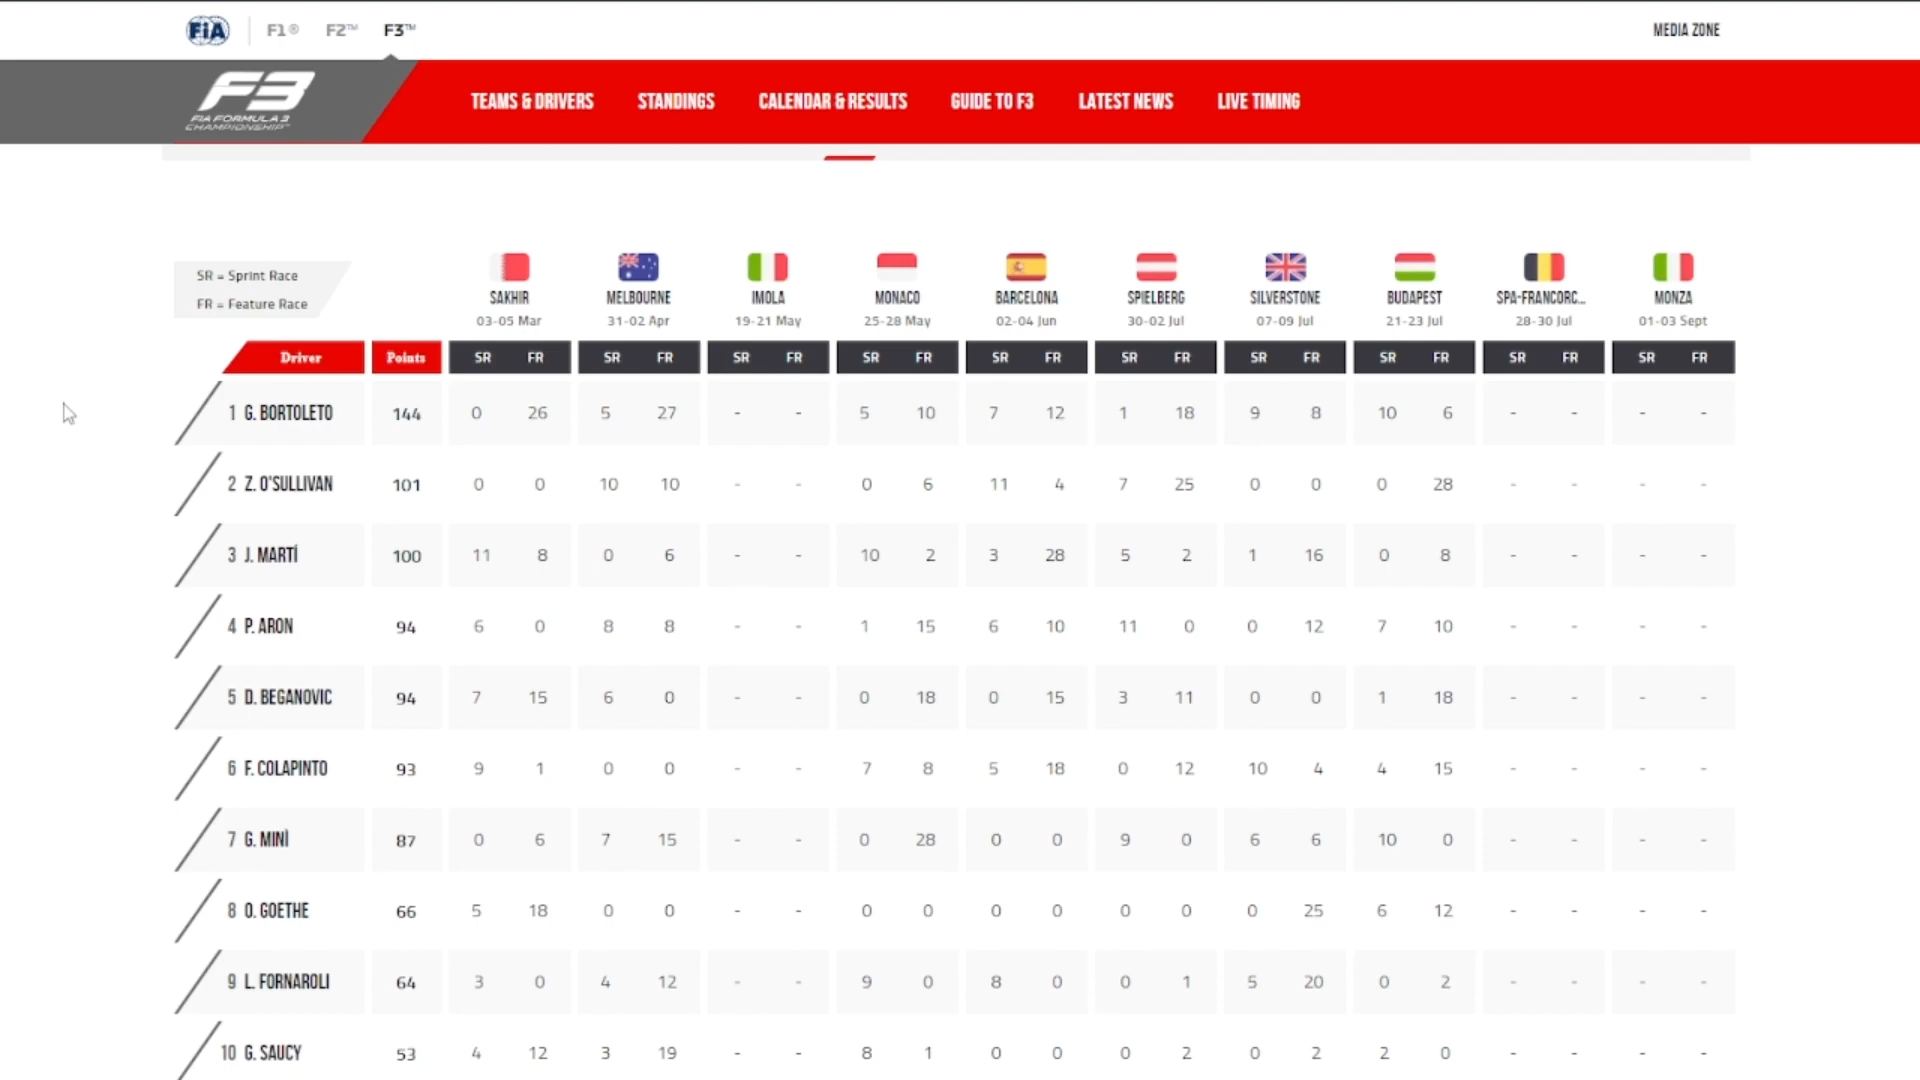 FiA F1® F2™ F3™ MEDIA ZONE
F3 FIA FORMULA 3 CHAMPIONSHIP™ TEAMS & DRIVERS STANDINGS CALENDAR & RESULTS GUIDE TO F3 LATEST NEWS LIVE TIMING
SR = Sprint Race
FR = Feature Race
SAKHIR MELBOURNE IMOLA MONACO BARCELONA SPIELBERG SILVERSTONE BUDAPEST SPA-FRANCORC... MONZA
03-05 Mar 31-02 Apr 19-21 May 25-28 May 02-04 Jun 30-02 Jul 07-09 Jul 21-23 Jul 28-30 Jul 01-03 Sept
Driver Points SR FR SR FR SR FR SR FR SR FR SR FR SR FR SR FR SR FR SR FR
1 G. BORTOLETO 144 0 26 5 27 - - 5 10 7 12 1 18 9 8 10 6 - - - -
2 Z. O'SULLIVAN 101 0 0 10 10 - - 0 6 11 4 7 25 0 0 0 28 - - - -
3 J. MARTÍ 100 11 8 0 6 - - 10 2 3 28 5 2 1 16 0 8 - - - -
4 P. ARON 94 6 0 8 8 - - 1 15 6 10 11 0 0 12 7 10 - - - -
5 D. BEGANOVIC 94 7 15 6 0 - - 0 18 0 15 3 11 0 0 1 18 - - - -
6 F. COLAPINTO 93 9 1 0 0 - - 7 8 5 18 0 12 10 4 4 15 - - - -
7 G. MINÌ 87 0 6 7 15 - - 0 28 0 0 9 0 6 6 10 0 - - - -
8 O. GOETHE 66 5 18 0 0 - - 0 0 0 0 0 0 0 25 6 12 - - - -
9 L. FORNAROLI 64 3 0 4 12 - - 9 0 8 0 0 1 5 20 0 2 - - - -
10 G. SAUCY 53 4 12 3 19 - - 8 1 0 0 0 2 0 2 2 0 - - - -